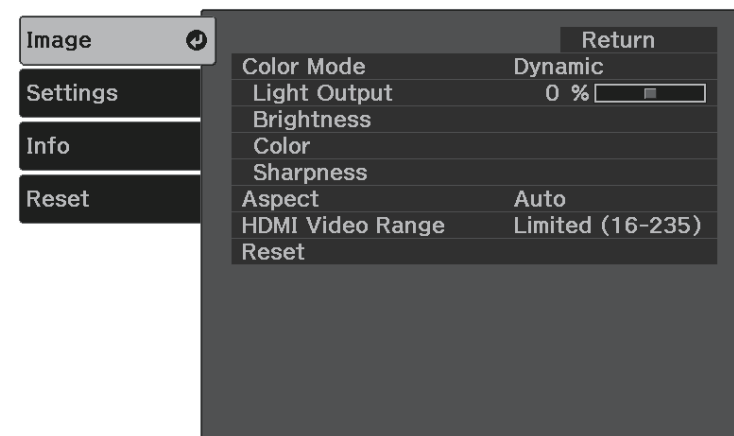 Image
Settings
Info
Reset
Return
Color Mode Dynamic
Light Output 0 %
Brightness
Color
Sharpness
Aspect Auto
HDMI Video Range Limited (16-235)
Reset